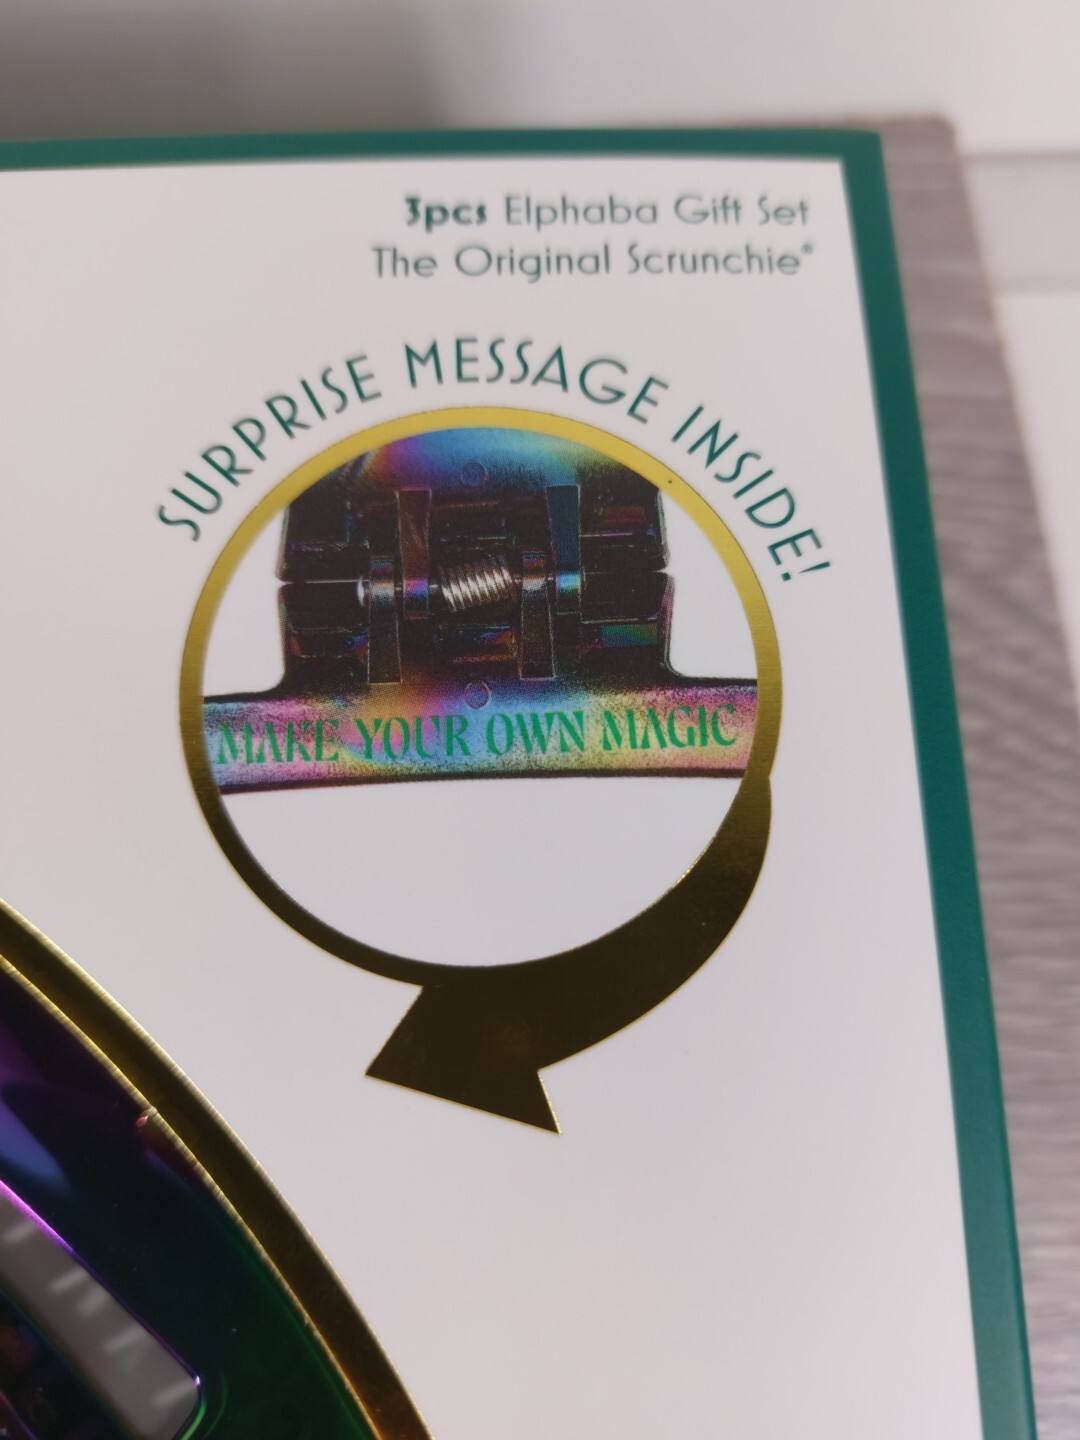 3pcs Elphaba Gift Set
The Original Scrunchie®
SURPRISE MESSAGE INSIDE!
MAKE YOUR OWN MAGIC